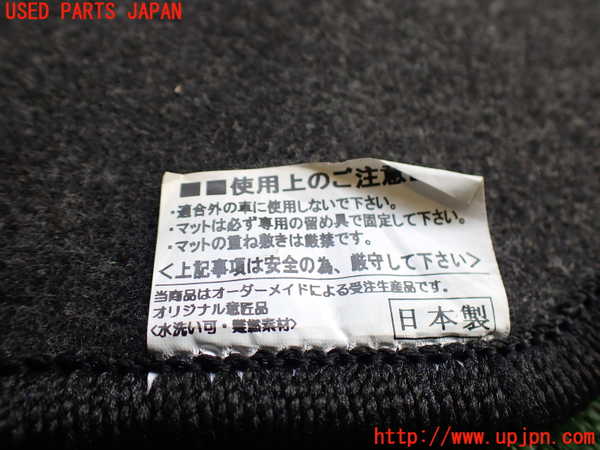 USED PARTS JAPAN
■■使用上のご注意
・適合外の車に使用しないで下さい。
・マットは必ず専用の留め具で固定して下さい。
・マットの重ね敷きは厳禁です。
<上記事項は安全の為、厳守して下さい>
当商品はオーダーメイドによる受注生産品です。
オリジナル意匠品
<水洗い可・難燃素材>
日本製
http://www.upjpn.com/